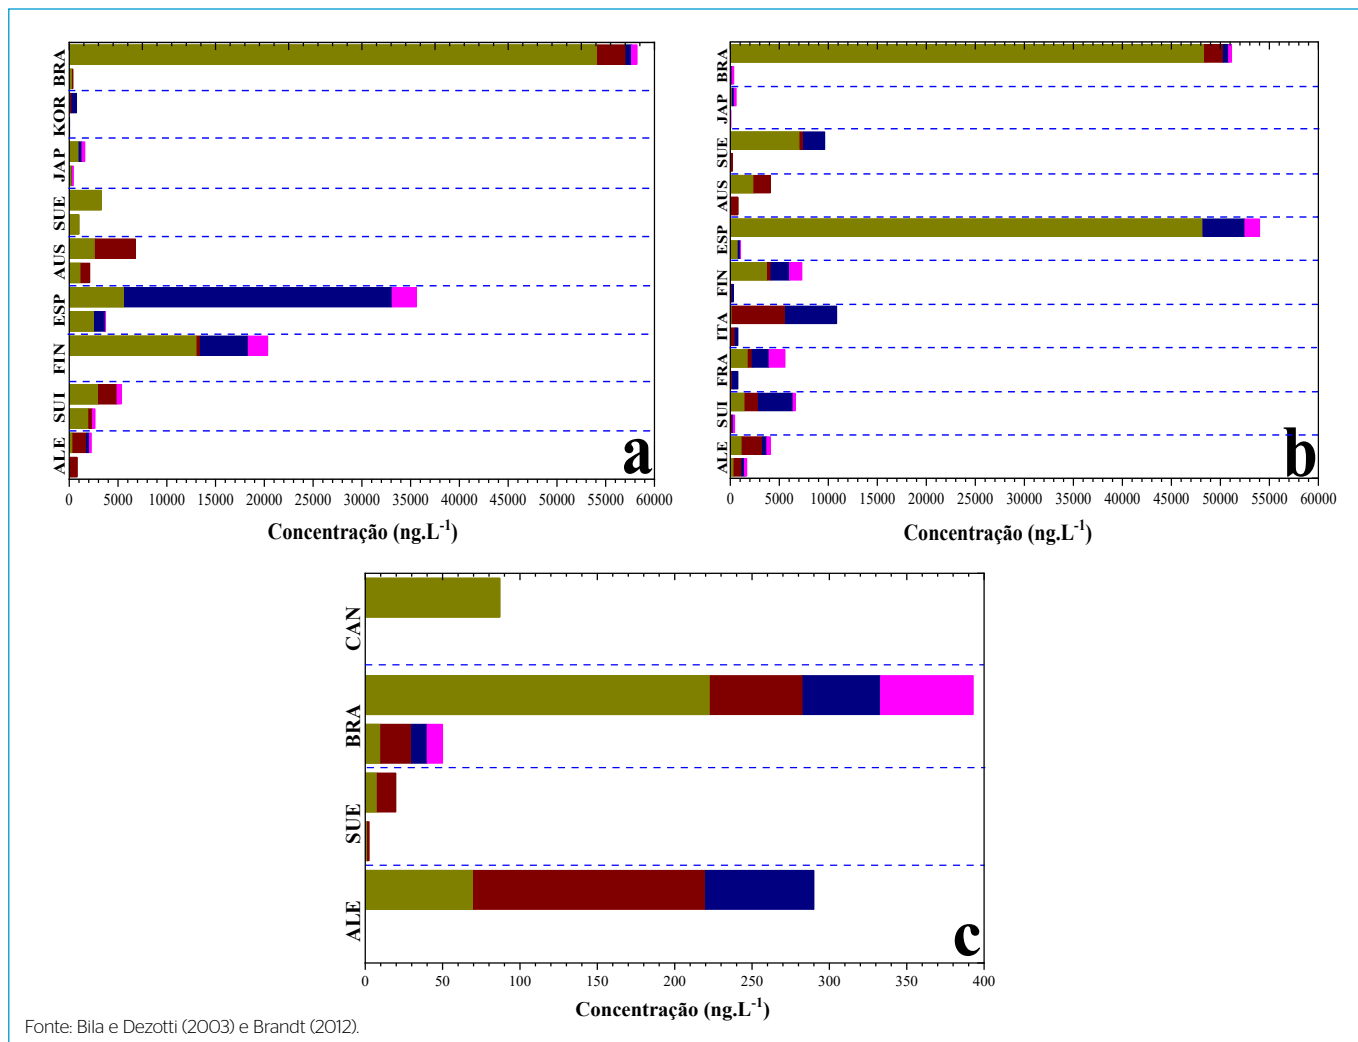 BRA
KOR
JAP
SUE
AUS
ESP
FIN
SUI
ALE
a
0 5000 10000 15000 20000 25000 30000 35000 40000 45000 50000 55000 60000
Concentração (ng.L-1)
BRA
JAP
SUE
AUS
ESP
FIN
ITA
FRA
SUI
ALE
b
0 5000 10000 15000 20000 25000 30000 35000 40000 45000 50000 55000 60000
Concentração (ng.L-1)
CAN
BRA
SUE
ALE
c
0 50 100 150 200 250 300 350 400
Concentração (ng.L-1)
Fonte: Bila e Dezotti (2003) e Brandt (2012).